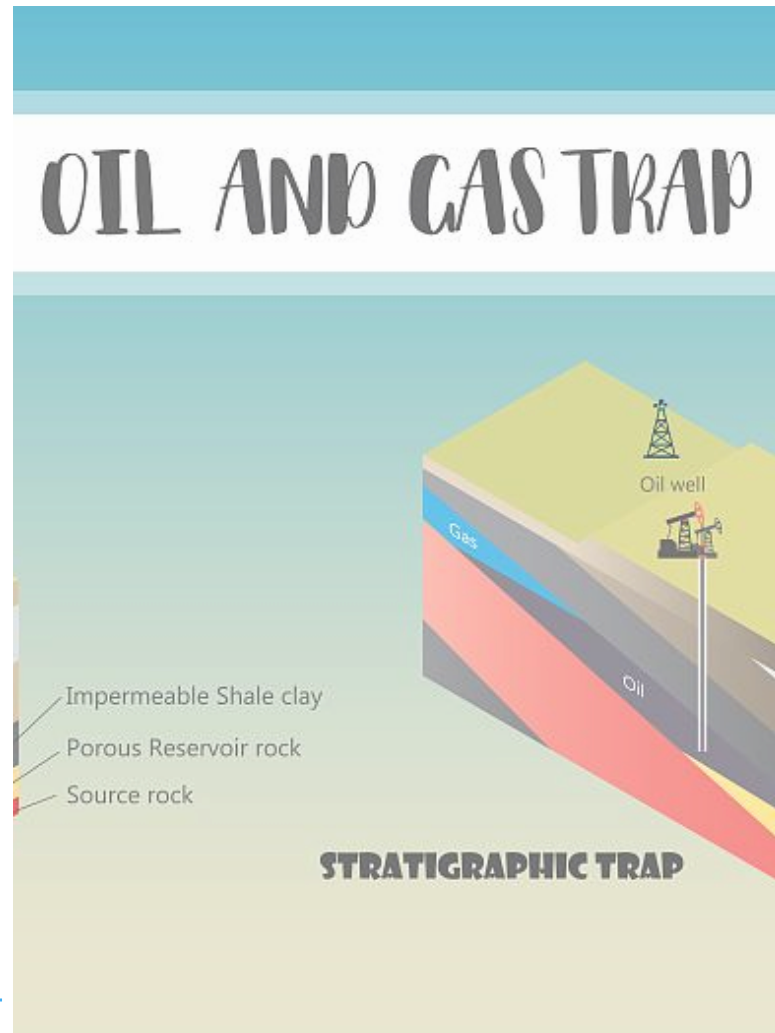 OIL AND GAS TRAP
Oil well
Gas
Oil
Impermeable Shale clay
Porous Reservoir rock
Source rock
STRATIGRAPHIC TRAP